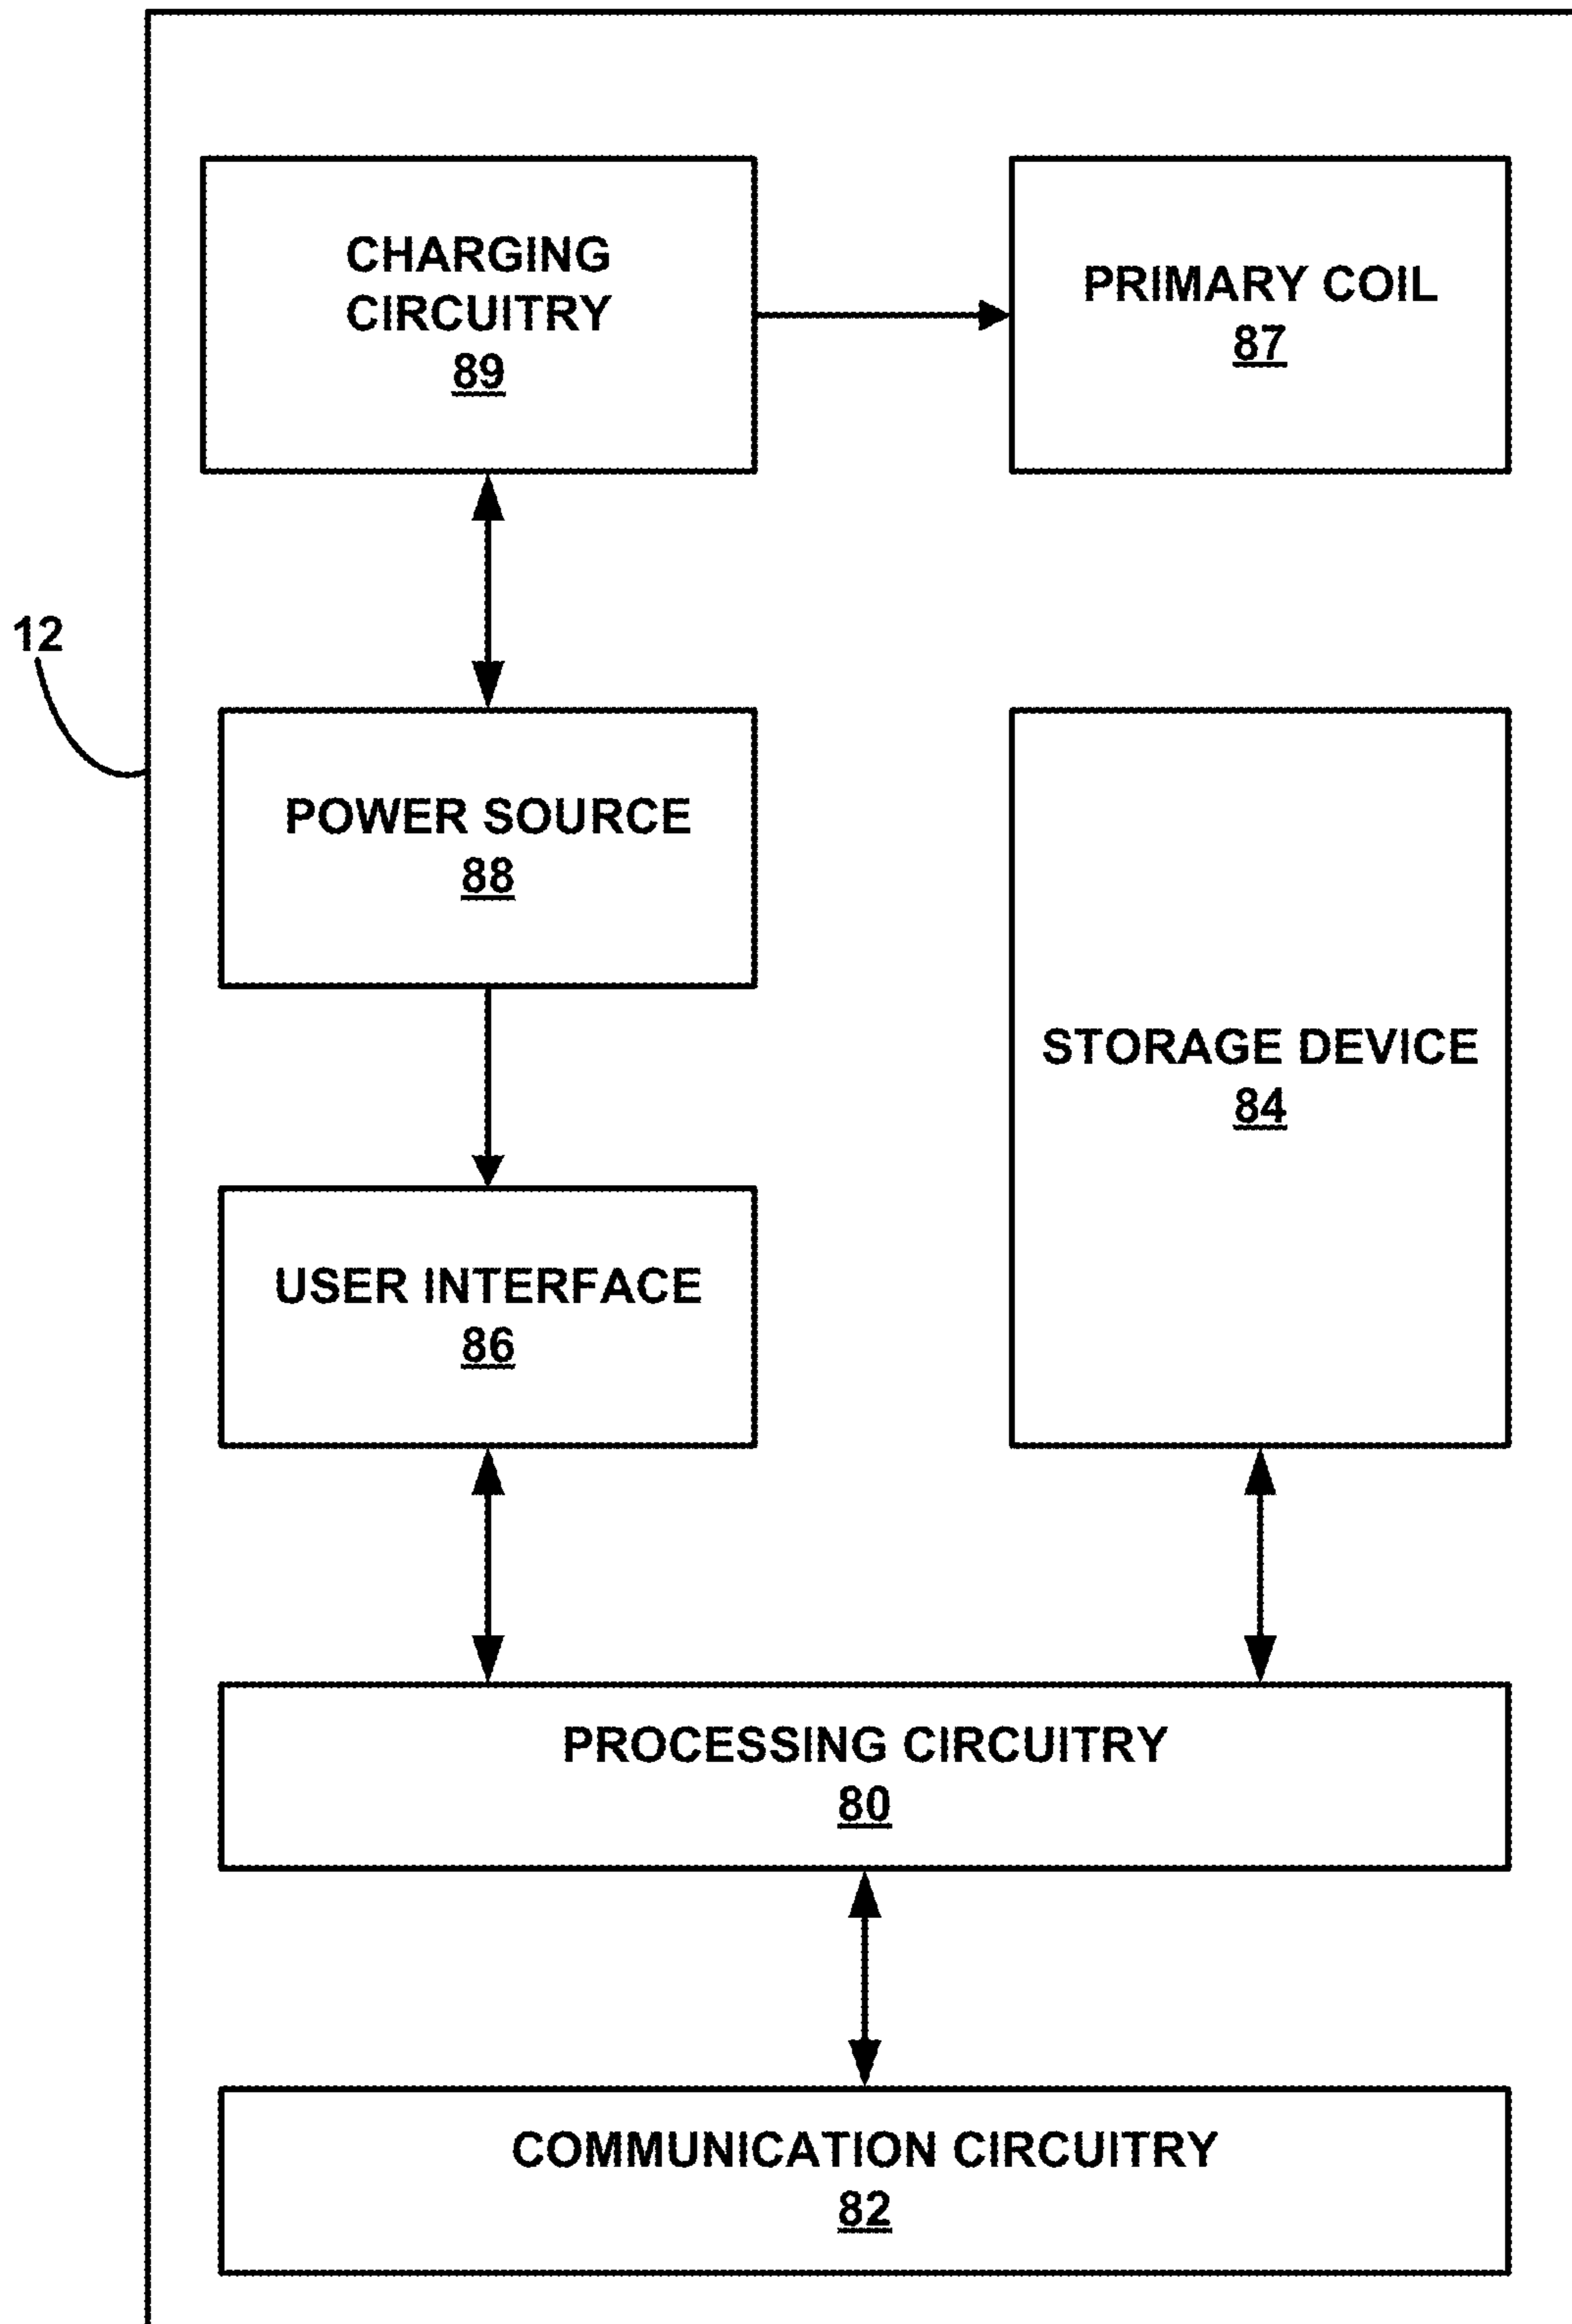 CHARGING
CIRCUITRY
89
PRIMARY COIL
87
12
POWER SOURCE
88
STORAGE DEVICE
84
USER INTERFACE
86
PROCESSING CIRCUITRY
80
COMMUNICATION CIRCUITRY
82